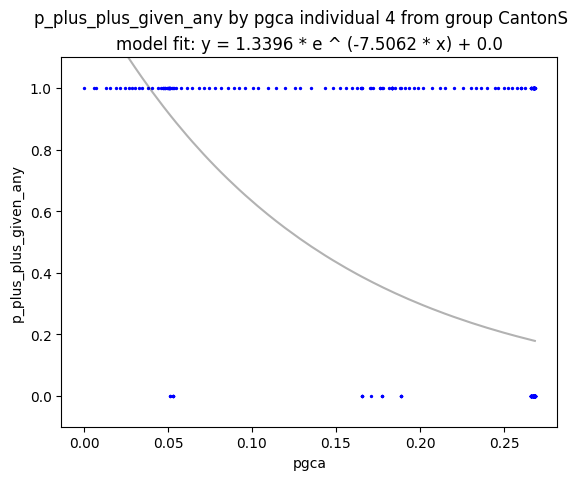 p_plus_plus_given_any by pgca individual 4 from group CantonS
model fit: y = 1.3396 * e ^ (-7.5062 * x) + 0.0
1.0
0.8
0.6
0.4
0.2
0.0
p_plus_plus_given_any
0.00 0.05 0.10 0.15 0.20 0.25
pgca